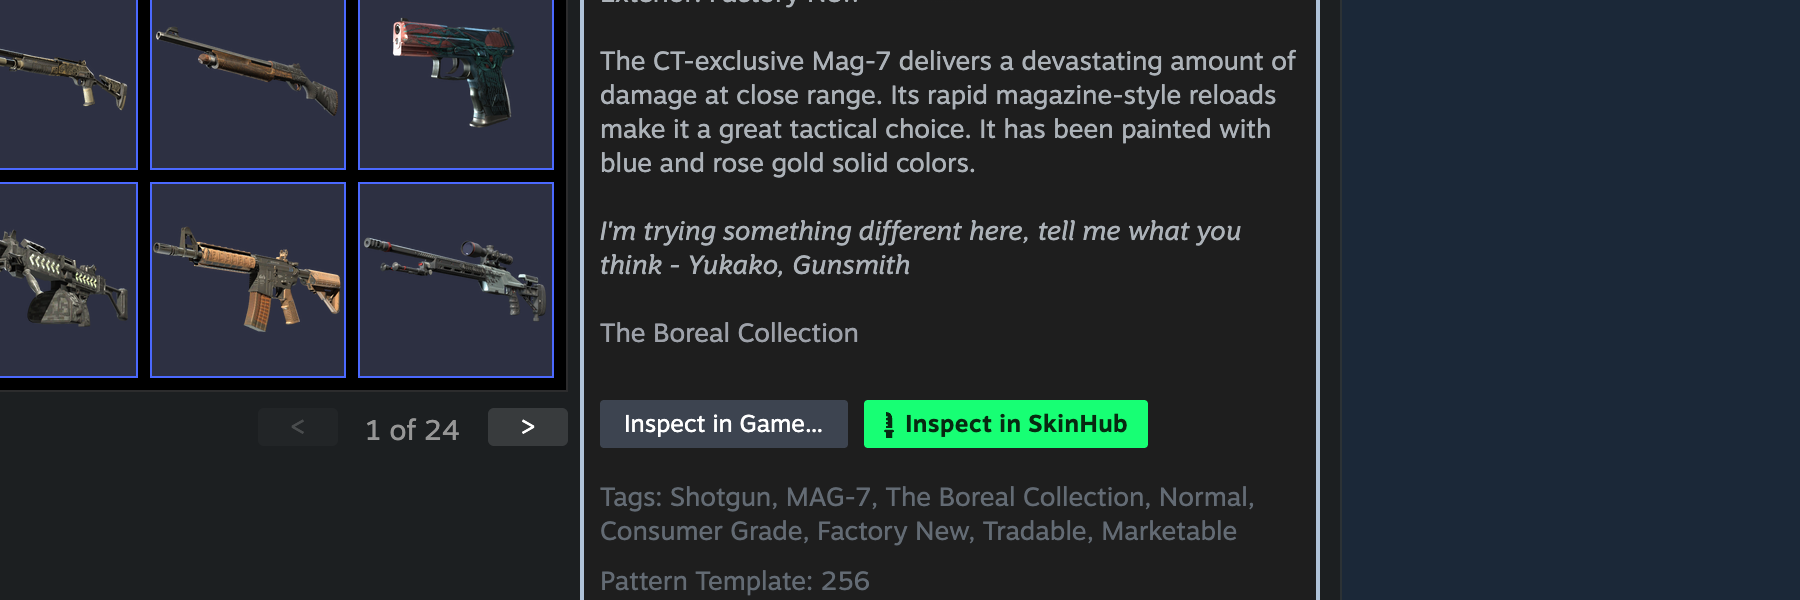 Exterior: Factory New
The CT-exclusive Mag-7 delivers a devastating amount of
damage at close range. Its rapid magazine-style reloads
make it a great tactical choice. It has been painted with
blue and rose gold solid colors.
I'm trying something different here, tell me what you
think - Yukako, Gunsmith
The Boreal Collection
< 1 of 24 >
Inspect in Game... Inspect in SkinHub
Tags: Shotgun, MAG-7, The Boreal Collection, Normal,
Consumer Grade, Factory New, Tradable, Marketable
Pattern Template: 256